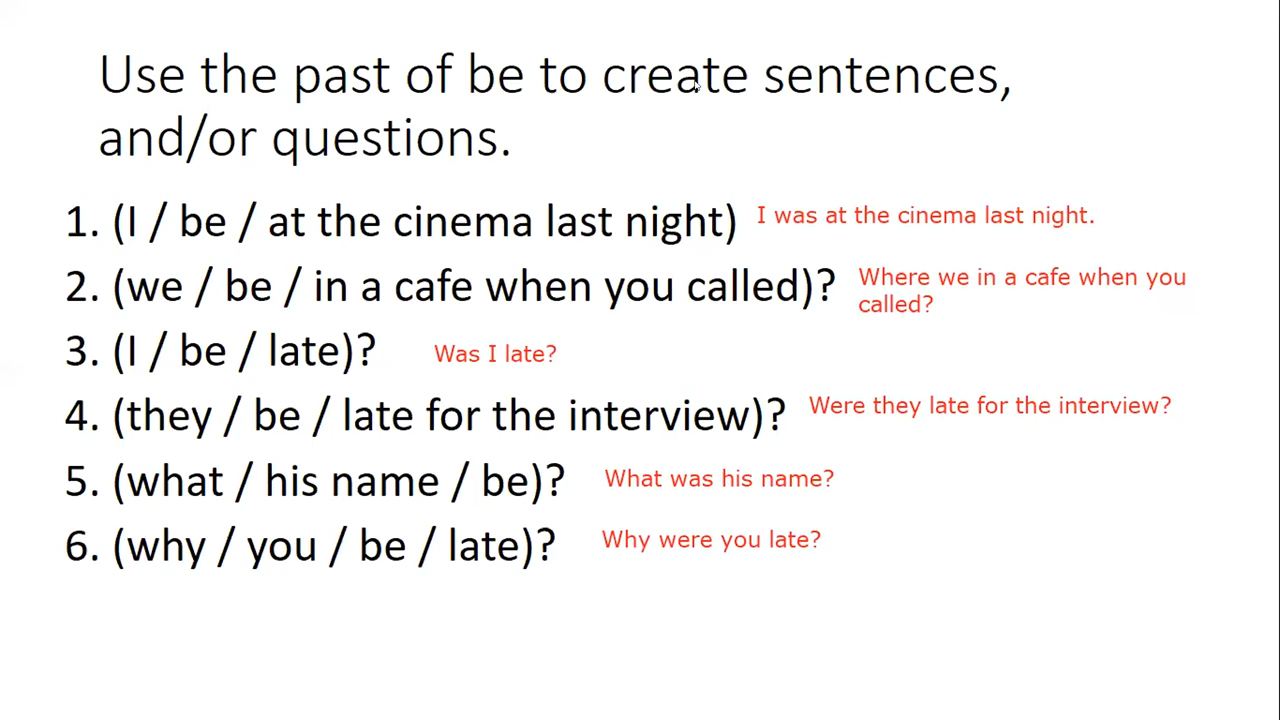 Use the past of be to create sentences,
and/or questions.
1. (I / be / at the cinema last night) I was at the cinema last night.
2. (we / be / in a cafe when you called)? Where we in a cafe when you
called?
3. (I / be / late)? Was I late?
4. (they / be / late for the interview)? Were they late for the interview?
5. (what / his name / be)? What was his name?
6. (why / you / be / late)? Why were you late?